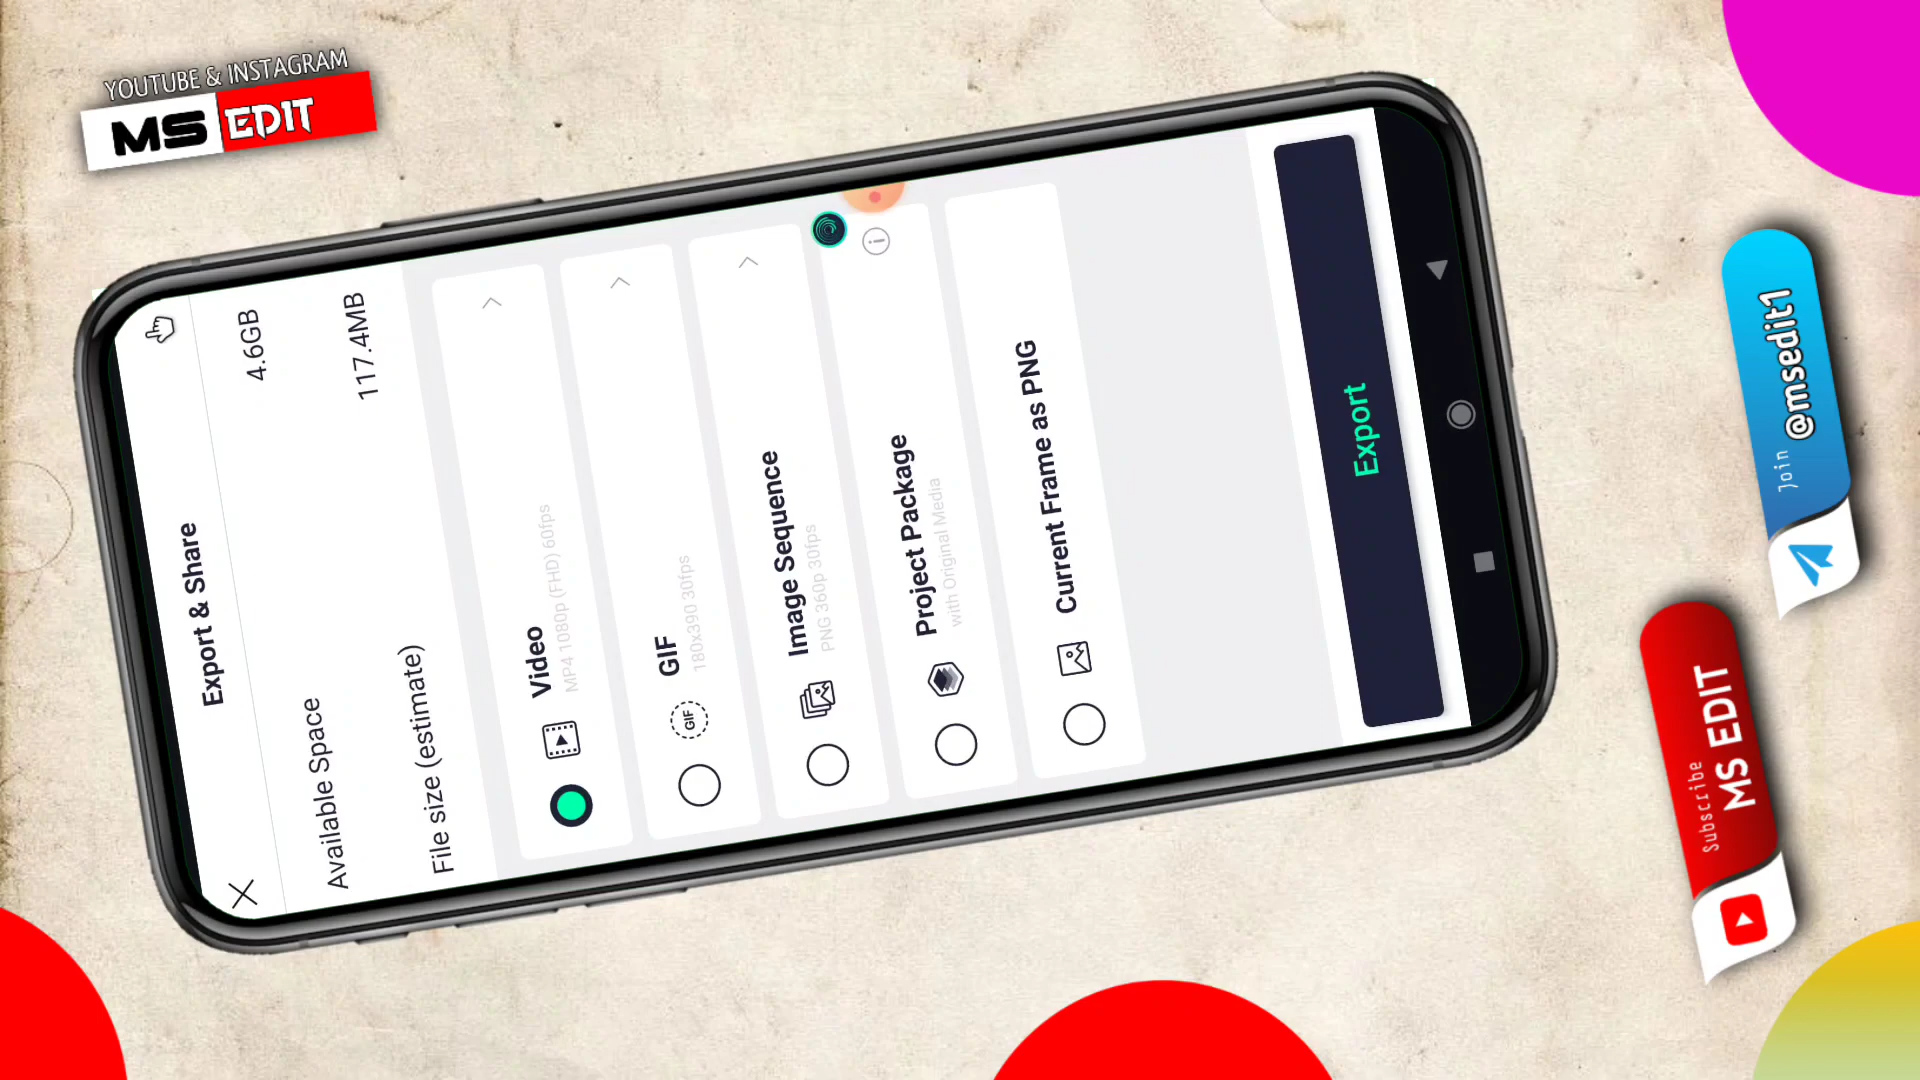 YOUTUBE & INSTAGRAM
MS EDIT
Export & Share
Available Space 4.6GB
File size (estimate) 117.4MB
Video
MP4 1080p (FHD) 60fps
GIF
GIF
180x390 30fps
Image Sequence
PNG 360p 30fps
Project Package
with Original Media
Current Frame as PNG
Export
Join @msedit1
Subscribe
MS EDIT